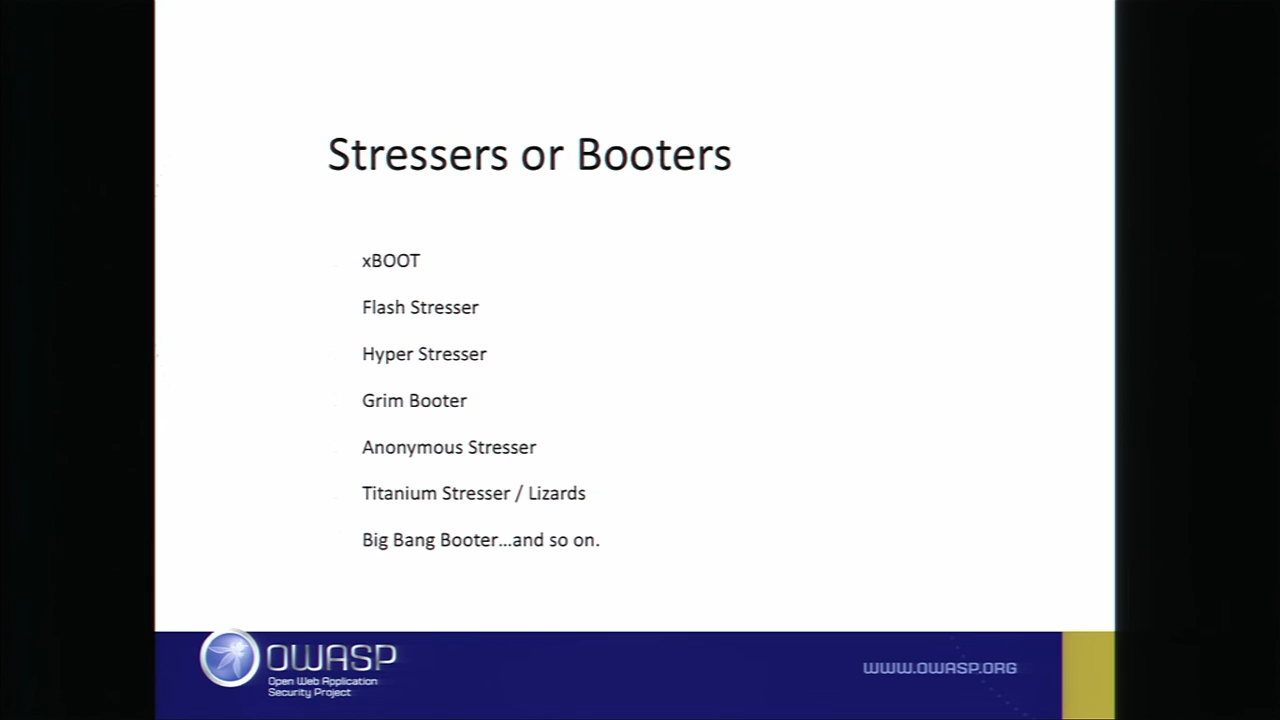 Stressers or Booters
xBOOT
Flash Stresser
Hyper Stresser
Grim Booter
Anonymous Stresser
Titanium Stresser / Lizards
Big Bang Booter...and so on.
OWASP
Open Web Application
Security Project
WWW.OWASP.ORG